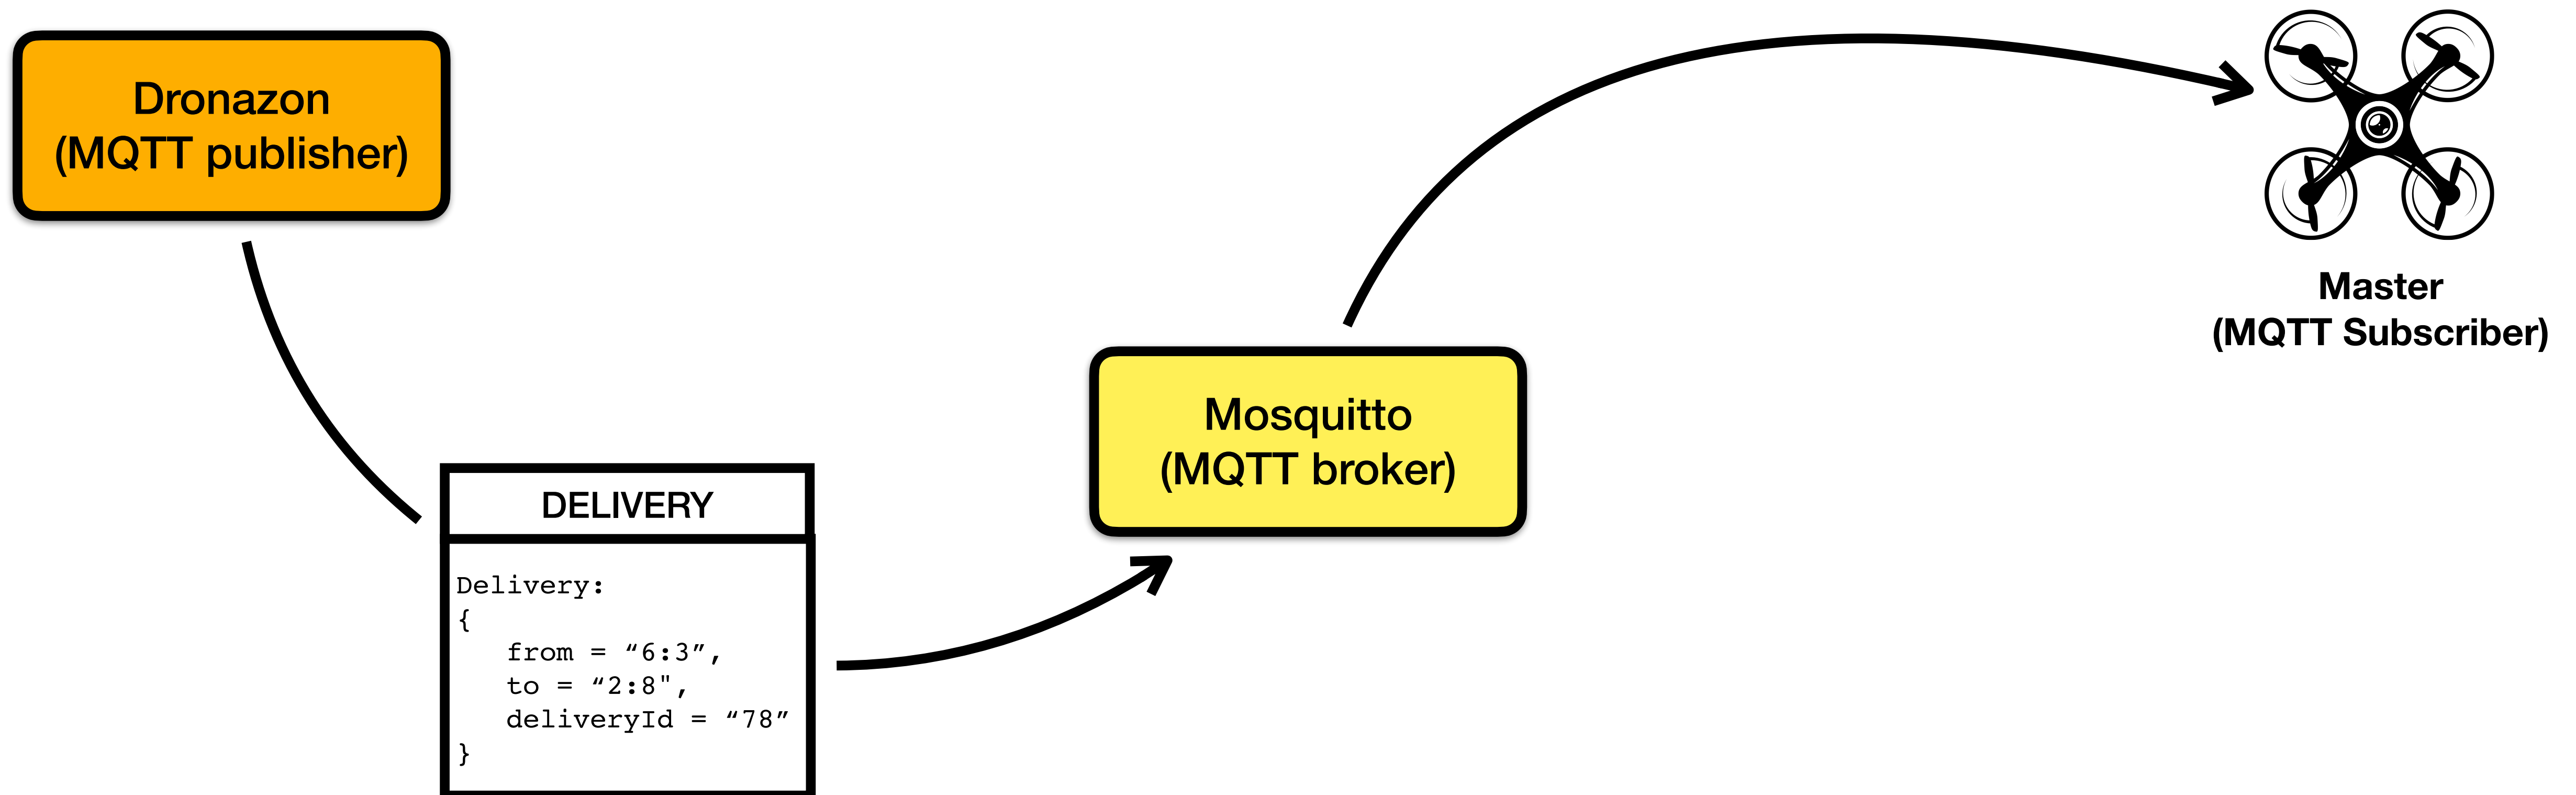 Dronazon
(MQTT publisher)
Master
(MQTT Subscriber)
Mosquitto
(MQTT broker)
DELIVERY
Delivery:
{
from = “6:3”,
to = “2:8",
deliveryId = “78”
}